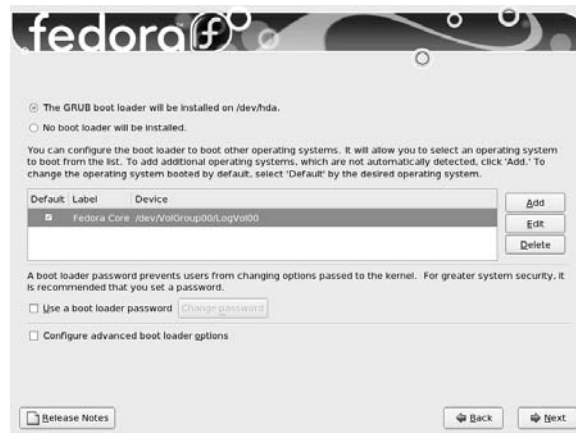 fedora
The GRUB boot loader will be installed on /dev/hda.
No boot loader will be installed.
You can configure the boot loader to boot other operating systems. It will allow you to select an operating system
to boot from the list. To add additional operating systems, which are not automatically detected, click 'Add.' To
change the operating system booted by default, select 'Default' by the desired operating system.
Default Label Device
Fedora Core /dev/VolGroup00/LogVol00
Add
Edit
Delete
A boot loader password prevents users from changing options passed to the kernel. For greater system security, it
is recommended that you set a password.
Use a boot loader password Change password
Configure advanced boot loader options
Release Notes Back Next